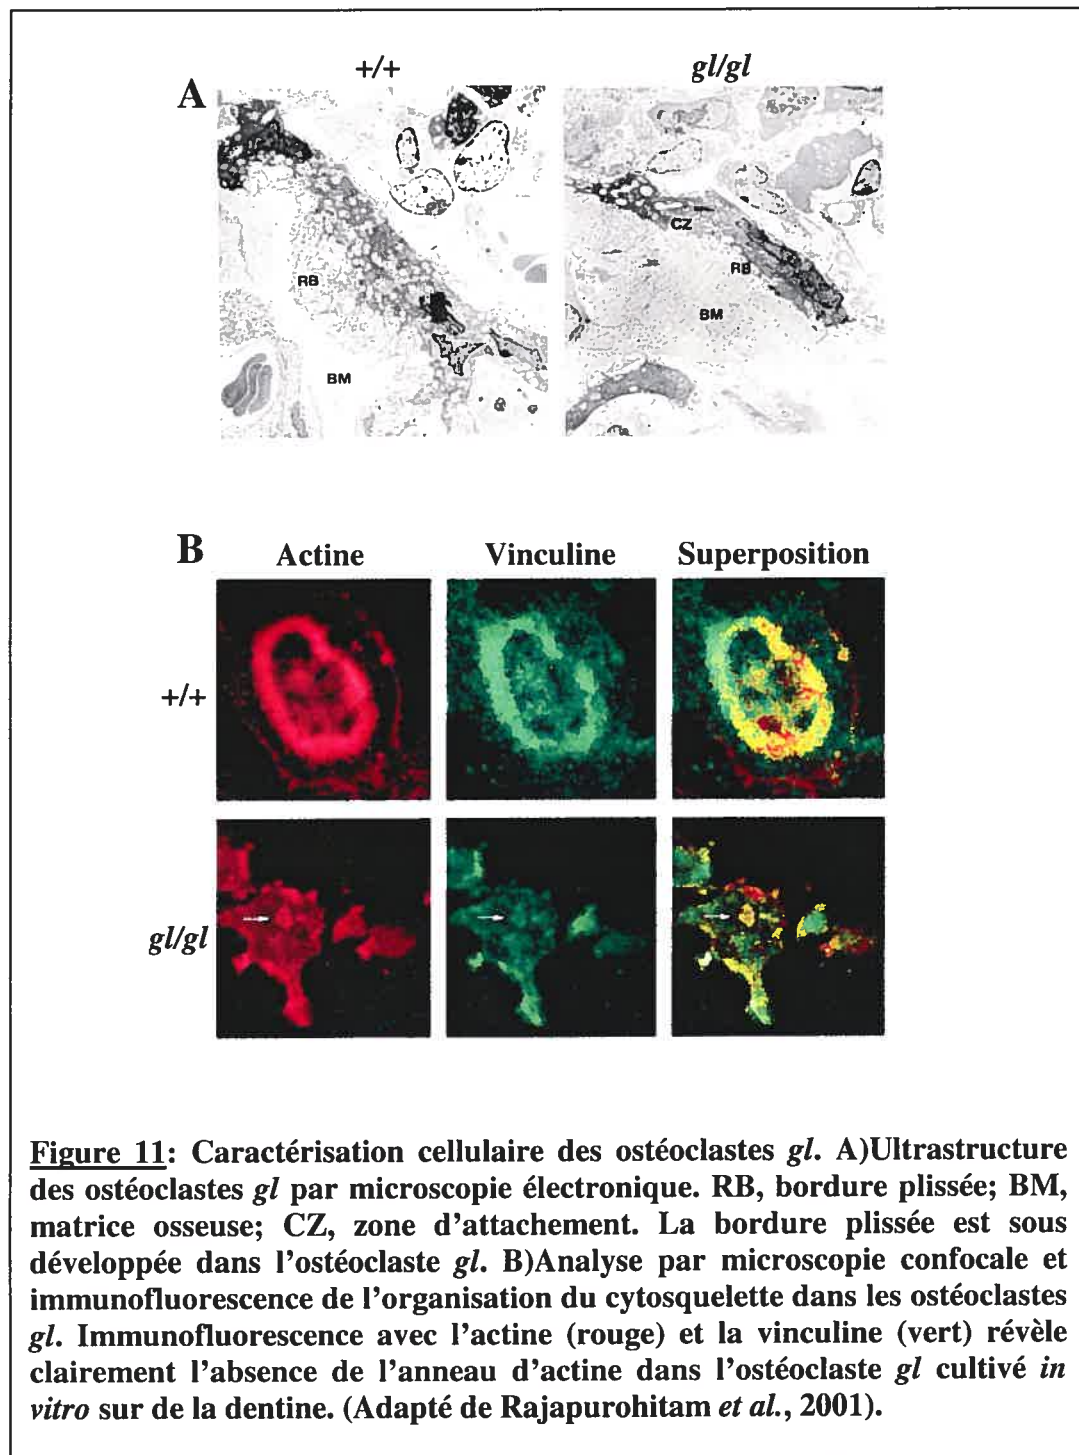 +/+ gl/gl
A
RB
BM
CZ
RB
BM
B Actine Vinculine Superposition
+/+
gl/gl
Figure 11: Caractérisation cellulaire des ostéoclastes gl. A)Ultrastructure
des ostéoclastes gl par microscopie électronique. RB, bordure plissée; BM,
matrice osseuse; CZ, zone d'attachement. La bordure plissée est sous
développée dans l'ostéoclaste gl. B)Analyse par microscopie confocale et
immunofluorescence de l'organisation du cytosquelette dans les ostéoclastes
gl. Immunofluorescence avec l'actine (rouge) et la vinculine (vert) révèle
clairement l'absence de l'anneau d'actine dans l'ostéoclaste gl cultivé in
vitro sur de la dentine. (Adapté de Rajapurohitam et al., 2001).